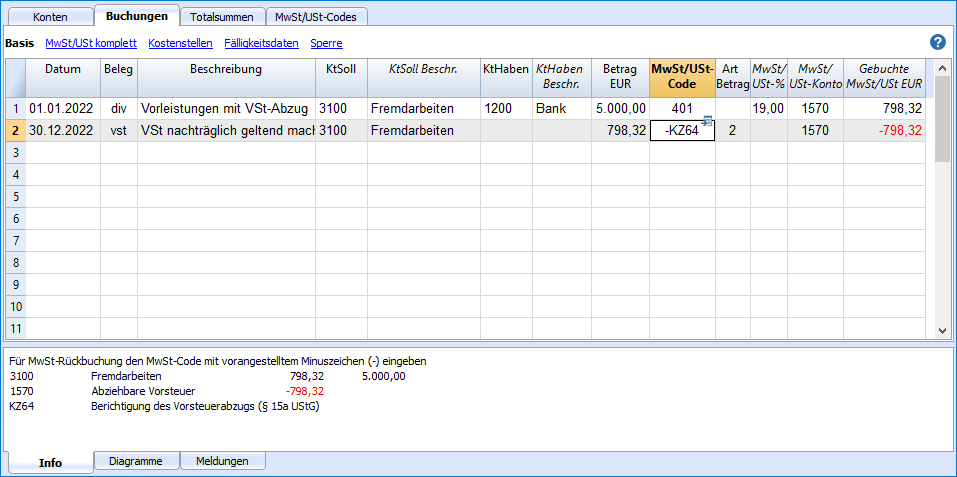 Konten Buchungen Totalsummen MwSt/USt-Codes
Basis MwSt/USt komplett Kostenstellen Fälligkeitsdaten Sperre ?
Datum Beleg Beschreibung KtSoll KtSoll Beschr. KtHaben KtHaben Beschr. Betrag EUR MwSt/USt-Code Art Betrag MwSt/USt-% MwSt/USt-Konto Gebuchte MwSt/USt EUR
1 01.01.2022 div Vorleistungen mit VSt-Abzug 3100 Fremdarbeiten 1200 Bank 5.000,00 401 19,00 1570 798,32
2 30.12.2022 vst VSt nachträglich geltend mach 3100 Fremdarbeiten 798,32 -KZ64 2 1570 -798,32
3
4
5
6
7
8
9
10
11
Für MwSt-Rückbuchung den MwSt-Code mit vorangestelltem Minuszeichen (-) eingeben
3100 Fremdarbeiten 798,32 5.000,00
1570 Abziehbare Vorsteuer -798,32
KZ64 Berichtigung des Vorsteuerabzugs (§ 15a UStG)
Info Diagramme Meldungen